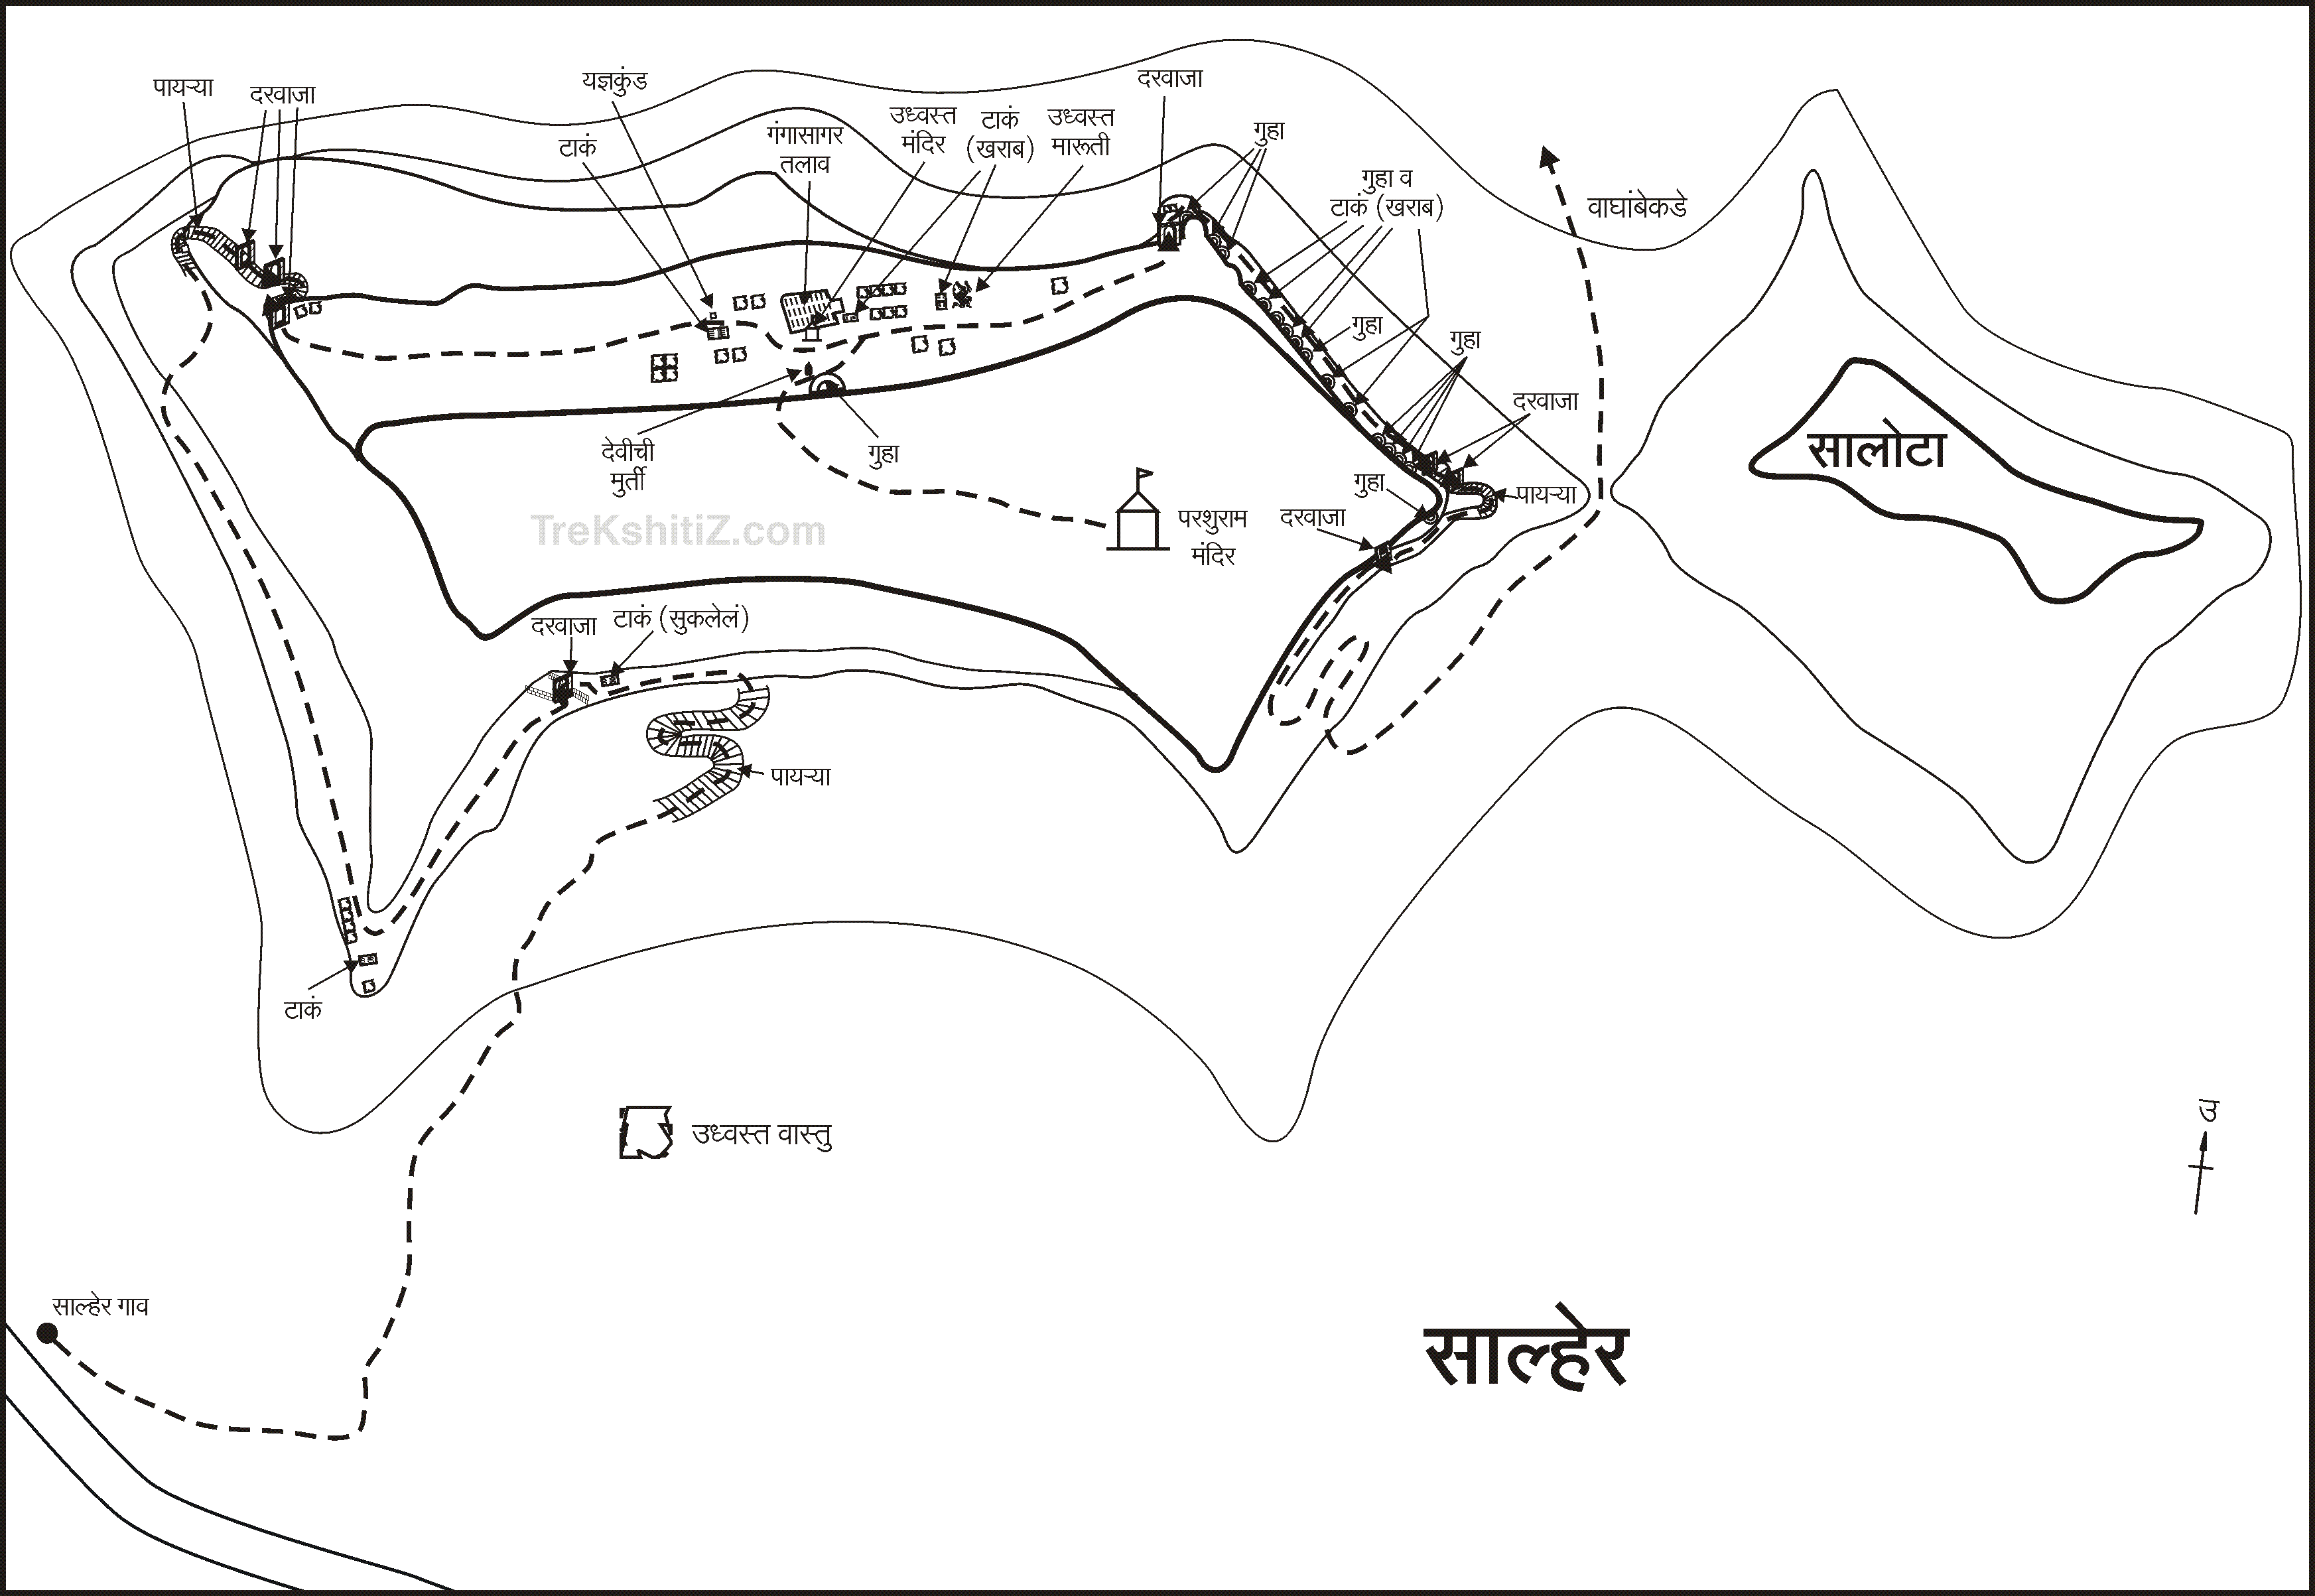 पायऱ्या
दरवाजा
यज्ञकुंड
टाकं
गंगासागर
तलाव
उध्वस्त
मंदिर
टाकं
(खराब)
उध्वस्त
मारूती
दरवाजा
गुहा
गुहा व
टाकं (खराब)
वाघांबेकडे
गुहा
गुहा
दरवाजा
सालोटा
देवीची
मुर्ती
गुहा
TreKshitiZ.com
परशुराम
मंदिर
गुहा
पायऱ्या
दरवाजा
दरवाजा
टाकं (सुकलेलं)
पायऱ्या
टाकं
उध्वस्त वास्तु
उ
साल्हेर गाव
साल्हेर